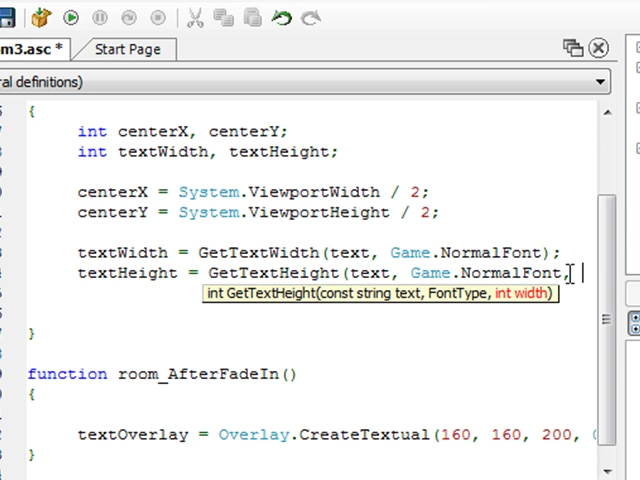 m3.asc *
Start Page
ral definitions)
{
int centerX, centerY;
int textWidth, textHeight;
centerX = System.ViewportWidth / 2;
centerY = System.ViewportHeight / 2;
textWidth = GetTextWidth(text, Game.NormalFont);
textHeight = GetTextHeight(text, Game.NormalFont,
int GetTextHeight(const string text, FontType, int width)
}
function room_AfterFadeIn()
{
textOverlay = Overlay.CreateTextual(160, 160, 200,
}